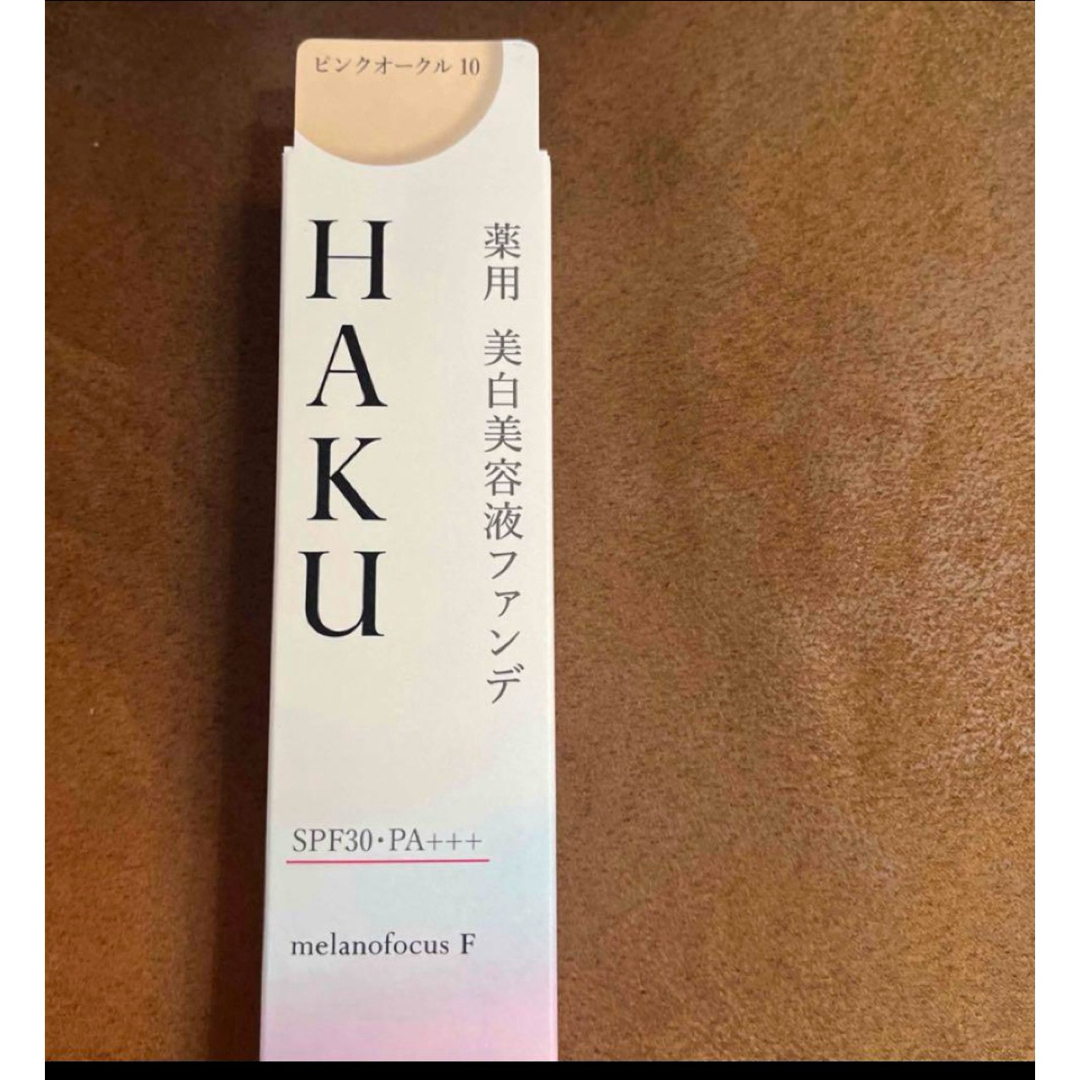 ピンクオークル 10
HAKU
薬用 美白美容液ファンデ
SPF30・PA+++
melanofocus F